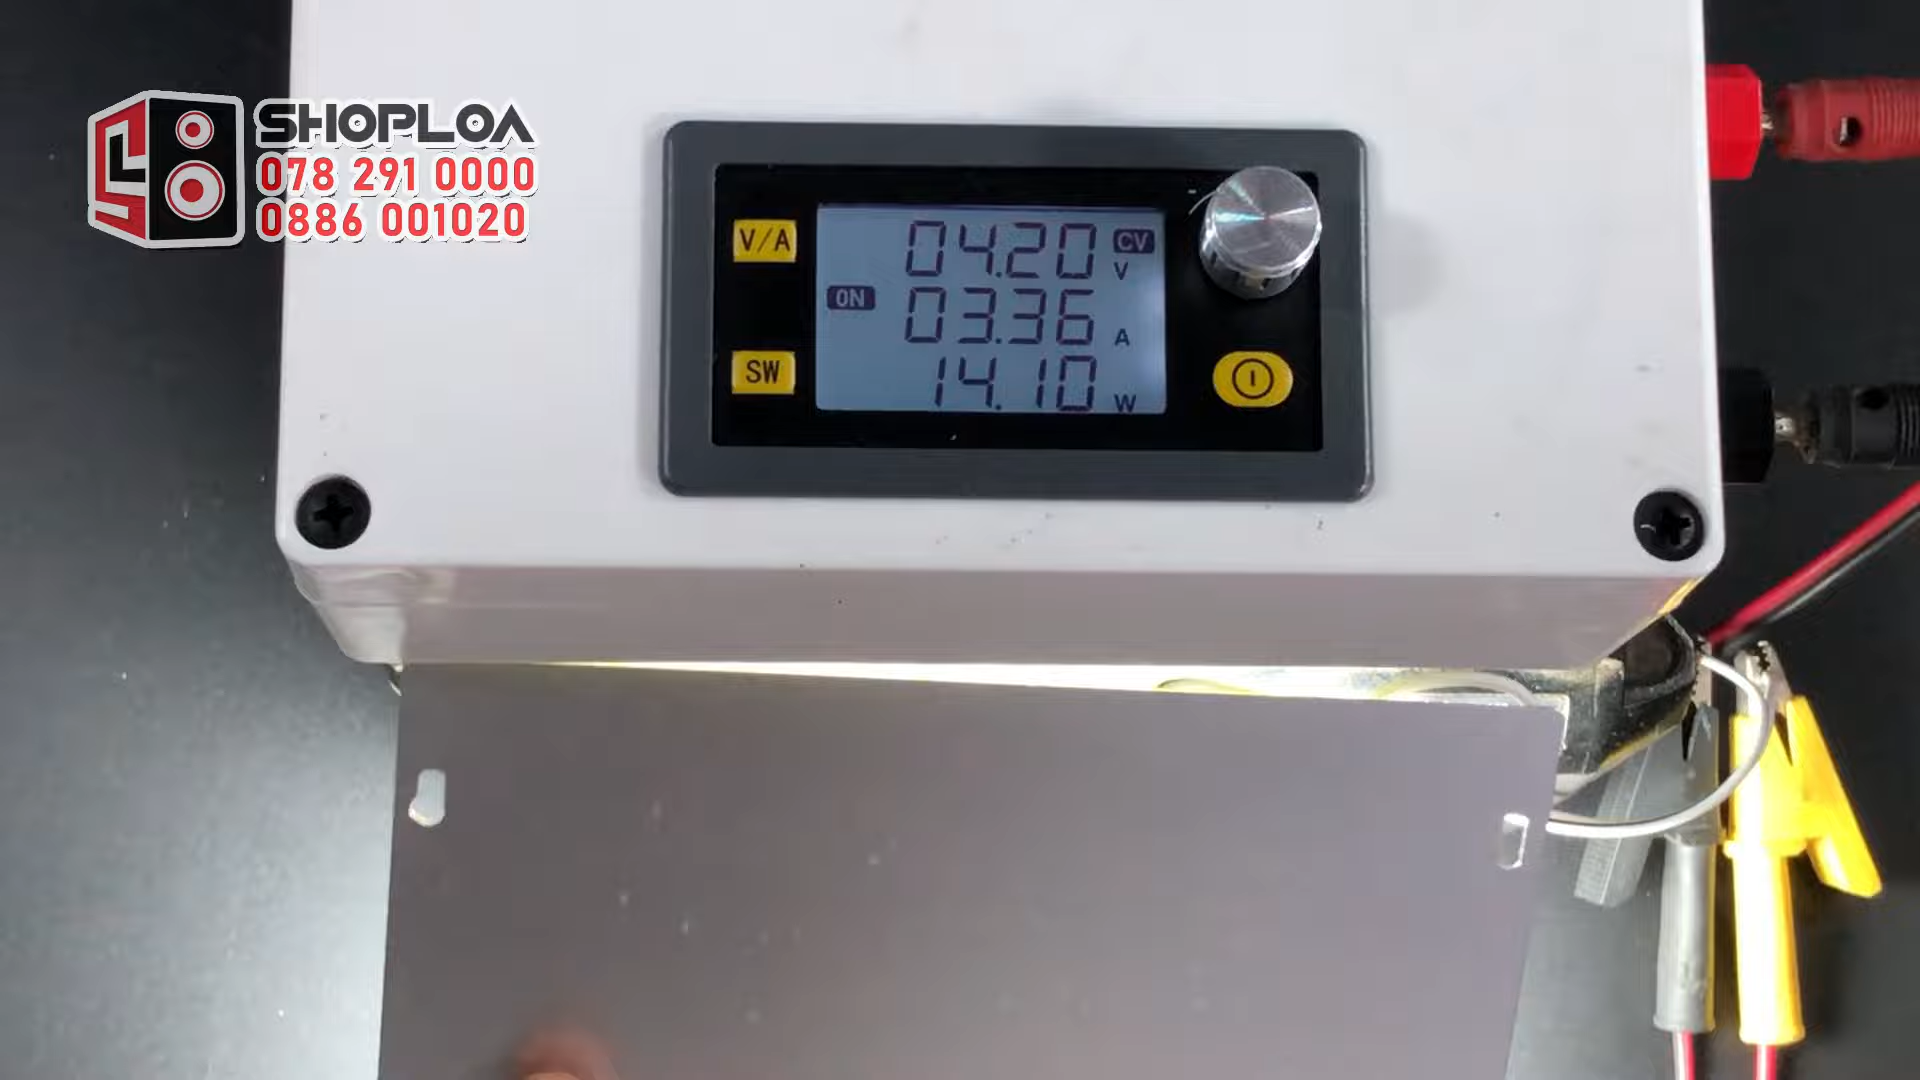 SHOPLOA
078 291 0000
0886 001020
V/A
04.20 CV V
ON 03.36 A
SW
14.10 W